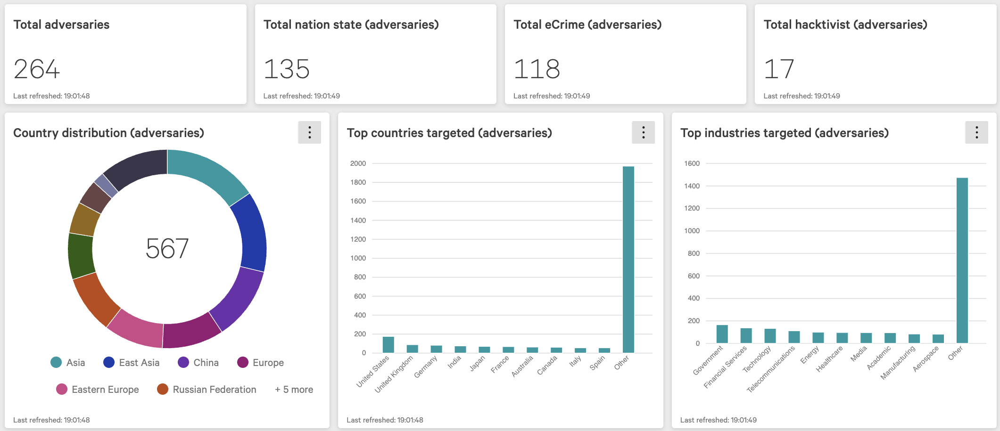 Total adversaries
264
Last refreshed: 19:01:48
Total nation state (adversaries)
135
Last refreshed: 19:01:49
Total eCrime (adversaries)
118
Last refreshed: 19:01:49
Total hacktivist (adversaries)
17
Last refreshed: 19:01:49
Country distribution (adversaries)
567
Asia
East Asia
China
Europe
Eastern Europe
Russian Federation
+ 5 more
Last refreshed: 19:01:48
Top countries targeted (adversaries)
2000
1800
1600
1400
1200
1000
800
600
400
200
0
United States
United Kingdom
Germany
India
Japan
France
Australia
Canada
Italy
Spain
Other
Last refreshed: 19:01:48
Top industries targeted (adversaries)
1600
1400
1200
1000
800
600
400
200
0
Government
Financial Services
Technology
Telecommunications
Energy
Healthcare
Media
Academic
Manufacturing
Aerospace
Other
Last refreshed: 19:01:49